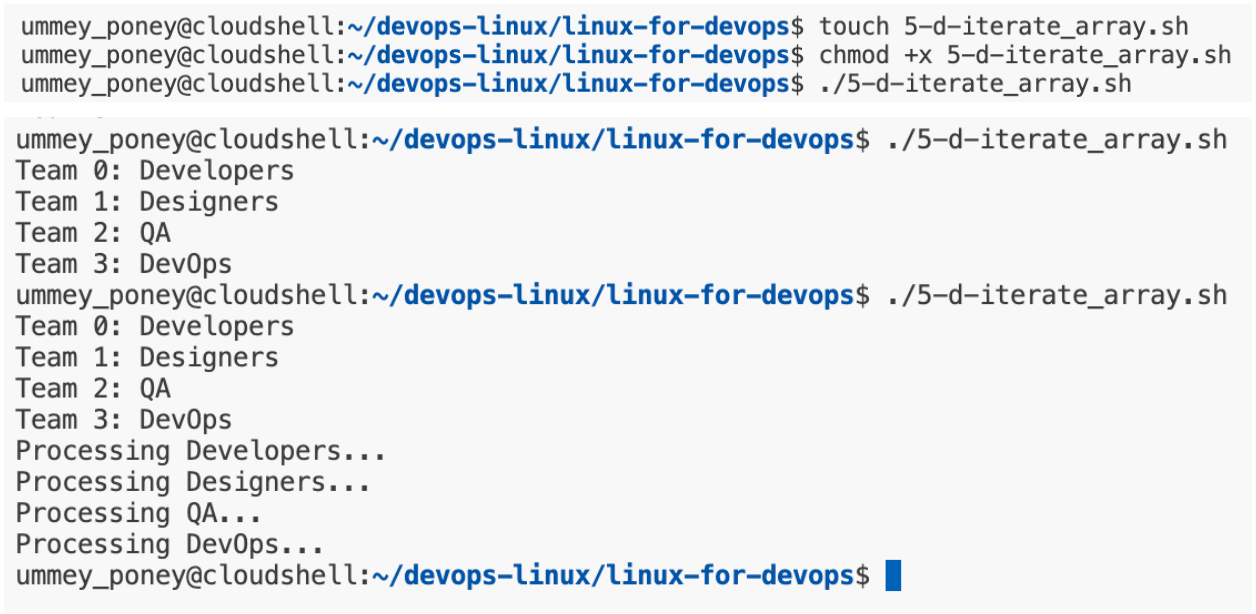 ummey_poney@cloudshell:~/devops-linux/linux-for-devops$ touch 5-d-iterate_array.sh
ummey_poney@cloudshell:~/devops-linux/linux-for-devops$ chmod +x 5-d-iterate_array.sh
ummey_poney@cloudshell:~/devops-linux/linux-for-devops$ ./5-d-iterate_array.sh
ummey_poney@cloudshell:~/devops-linux/linux-for-devops$ ./5-d-iterate_array.sh
Team 0: Developers
Team 1: Designers
Team 2: QA
Team 3: DevOps
ummey_poney@cloudshell:~/devops-linux/linux-for-devops$ ./5-d-iterate_array.sh
Team 0: Developers
Team 1: Designers
Team 2: QA
Team 3: DevOps
Processing Developers...
Processing Designers...
Processing QA...
Processing DevOps...
ummey_poney@cloudshell:~/devops-linux/linux-for-devops$